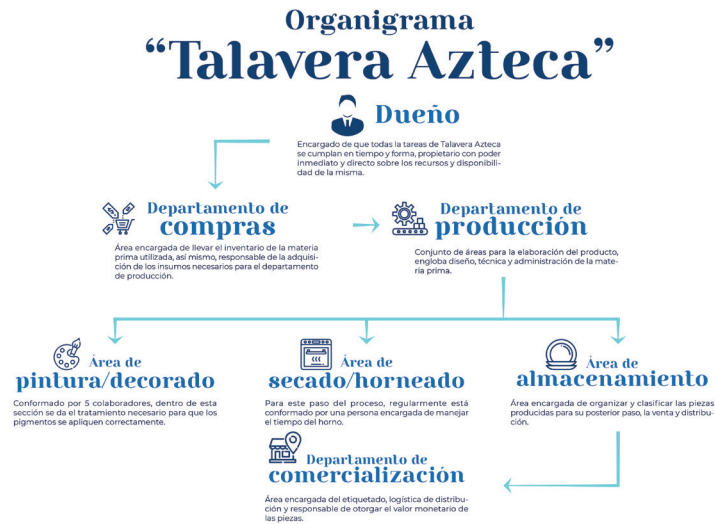 Organigrama
“Talavera Azteca”
Dueño
Encargado de que todas la tareas de Talavera Azteca
se cumplan en tiempo y forma, propietario con poder
inmediato y directo sobre los recursos y disponibili-
dad de la misma.
Departamento de
compras
Área encargada de llevar el inventario de la materia
prima utilizada, así mismo, responsable de la adquisi-
ción de los insumos necesarios para el departamento
de producción.
Departamento de
producción
Conjunto de áreas para la elaboración del producto,
engloba diseño, técnica y administración de la mate-
ria prima.
Área de
pintura/decorado
Conformado por 5 colaboradores, dentro de esta
sección se da el tratamiento necesario para que los
pigmentos se apliquen correctamente.
Área de
secado/horneado
Para este paso del proceso, regularmente está
conformado por una persona encargada de manejar
el tiempo del horno.
Área de
almacenamiento
Área encargada de organizar y clasificar las piezas
producidas para su posterior paso, la venta y distribu-
ción.
Departamento de
comercialización
Área encargada del etiquetado, logística de distribu-
ción y responsable de otorgar el valor monetario de
las piezas.